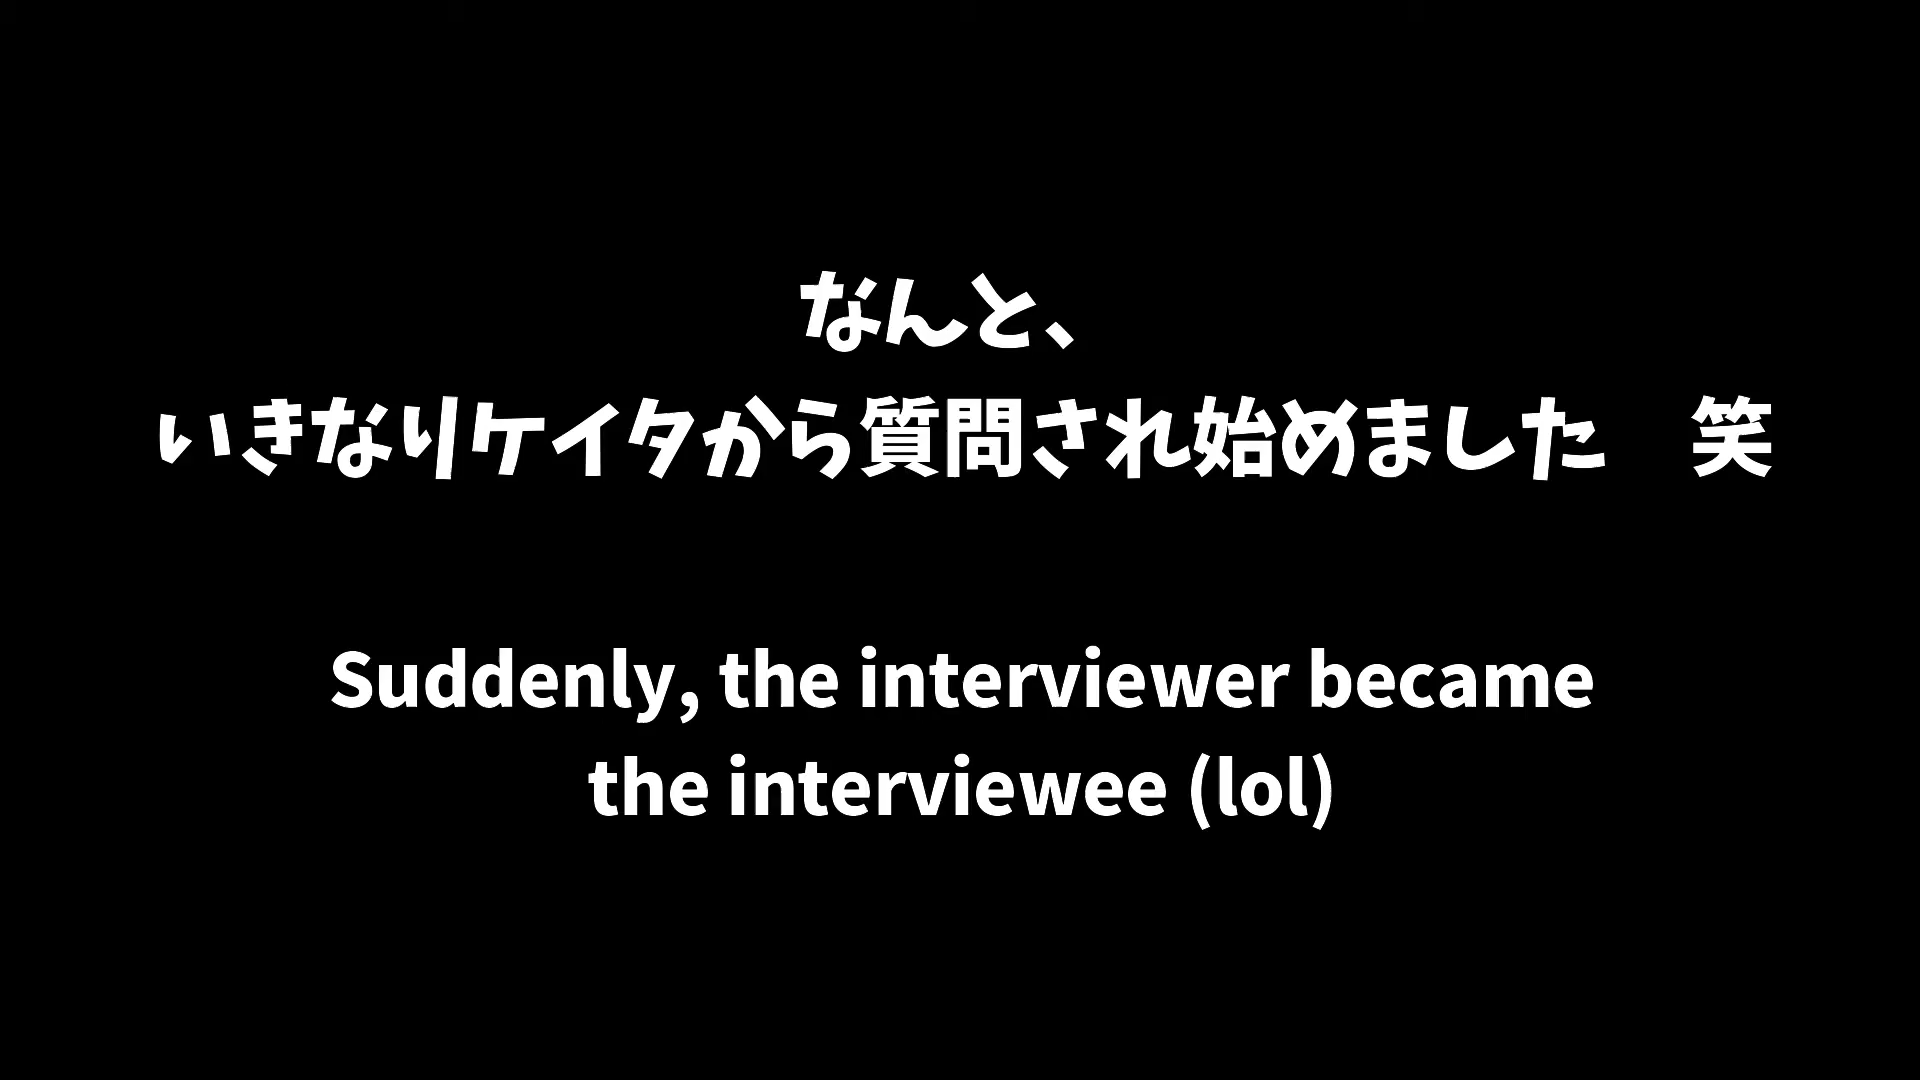 なんと、
いきなりケイタから質問され始めました　笑
Suddenly, the interviewer became
the interviewee (lol)